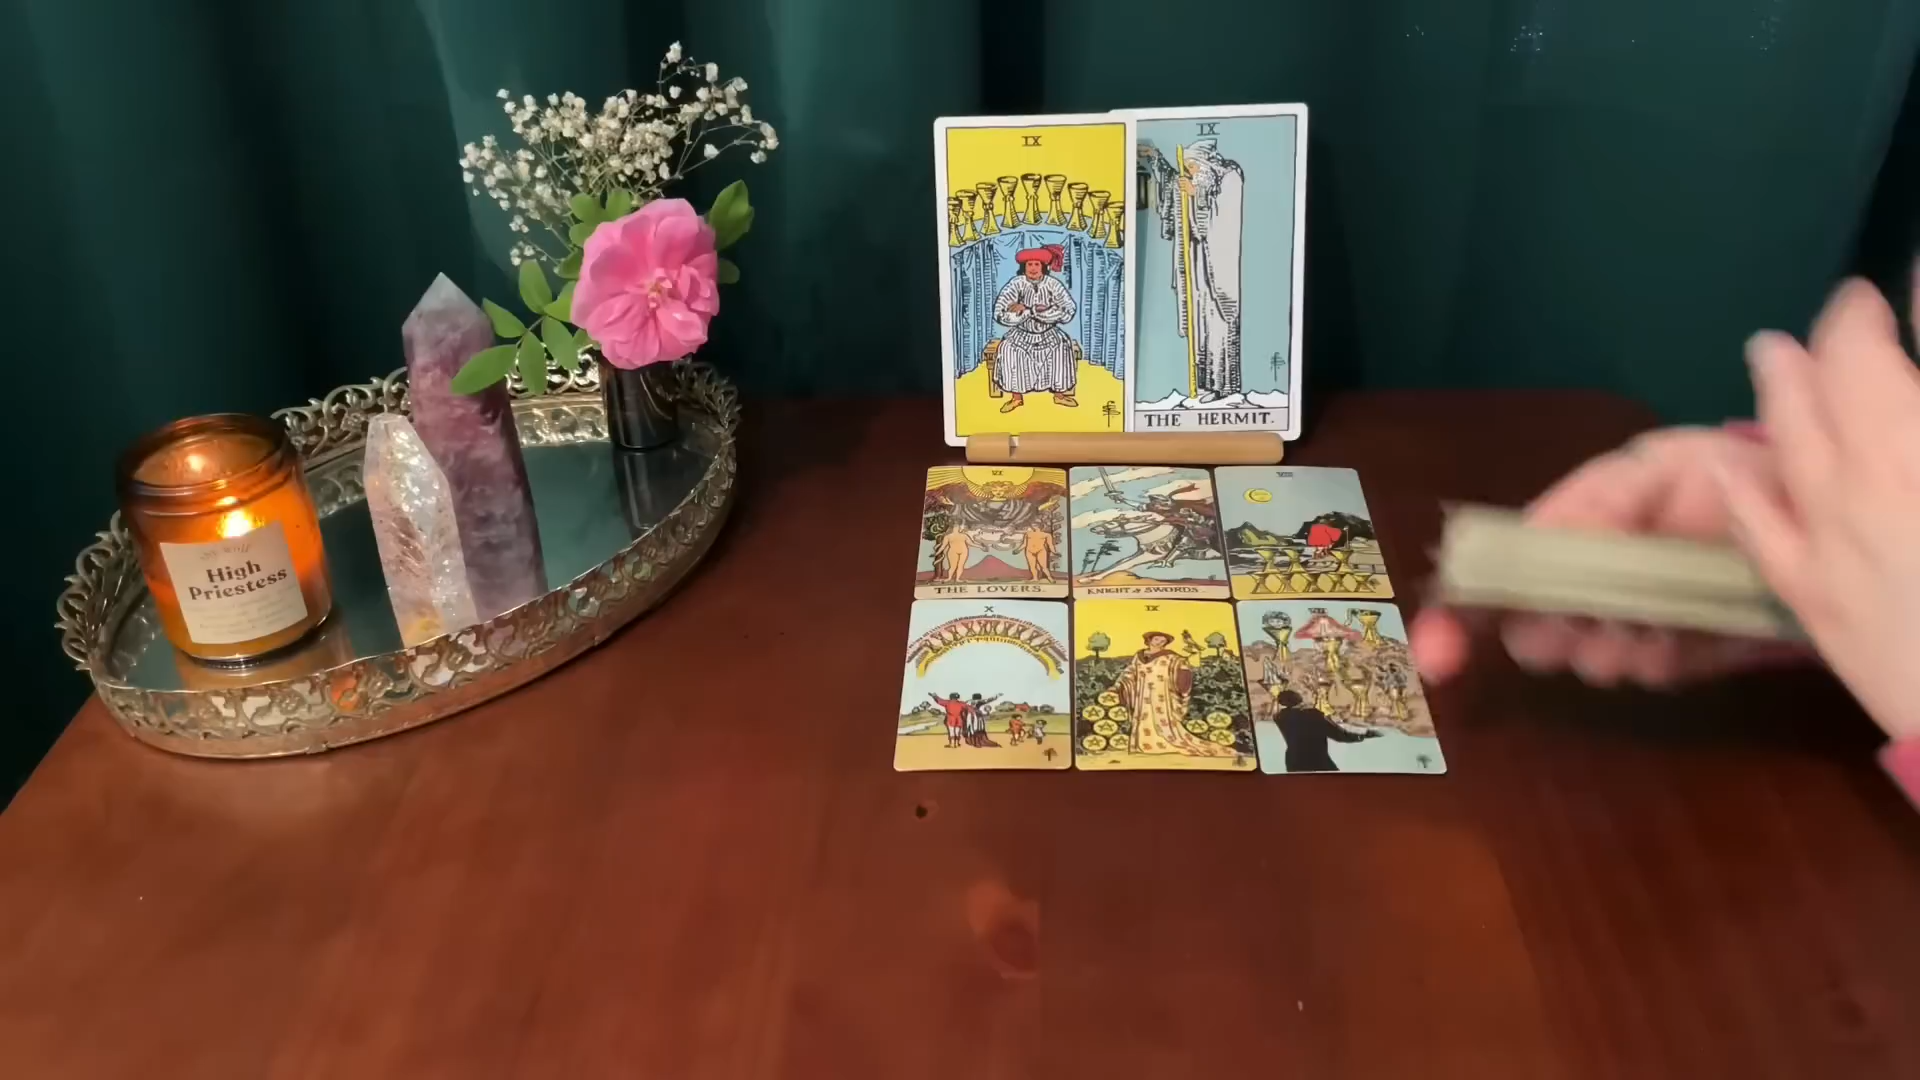 High
Priestess
IX
IX
THE HERMIT.
VI
THE LOVERS.
KNIGHT of SWORDS.
VIII
X
IX
VII